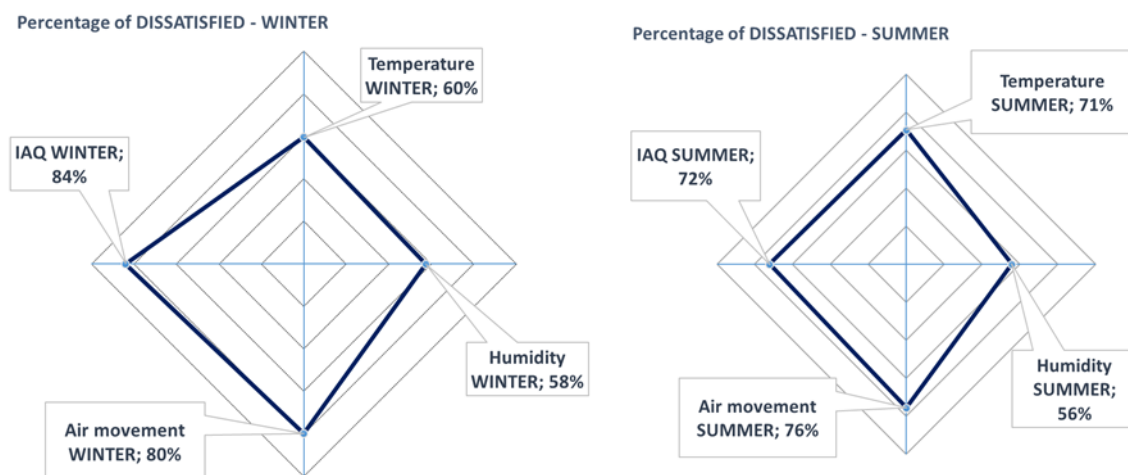 Percentage of DISSATISFIED - WINTER
Temperature
WINTER; 60%
IAQ WINTER;
84%
Humidity
WINTER; 58%
Air movement
WINTER; 80%
Percentage of DISSATISFIED - SUMMER
Temperature
SUMMER; 71%
IAQ SUMMER;
72%
Humidity
SUMMER;
56%
Air movement
SUMMER; 76%